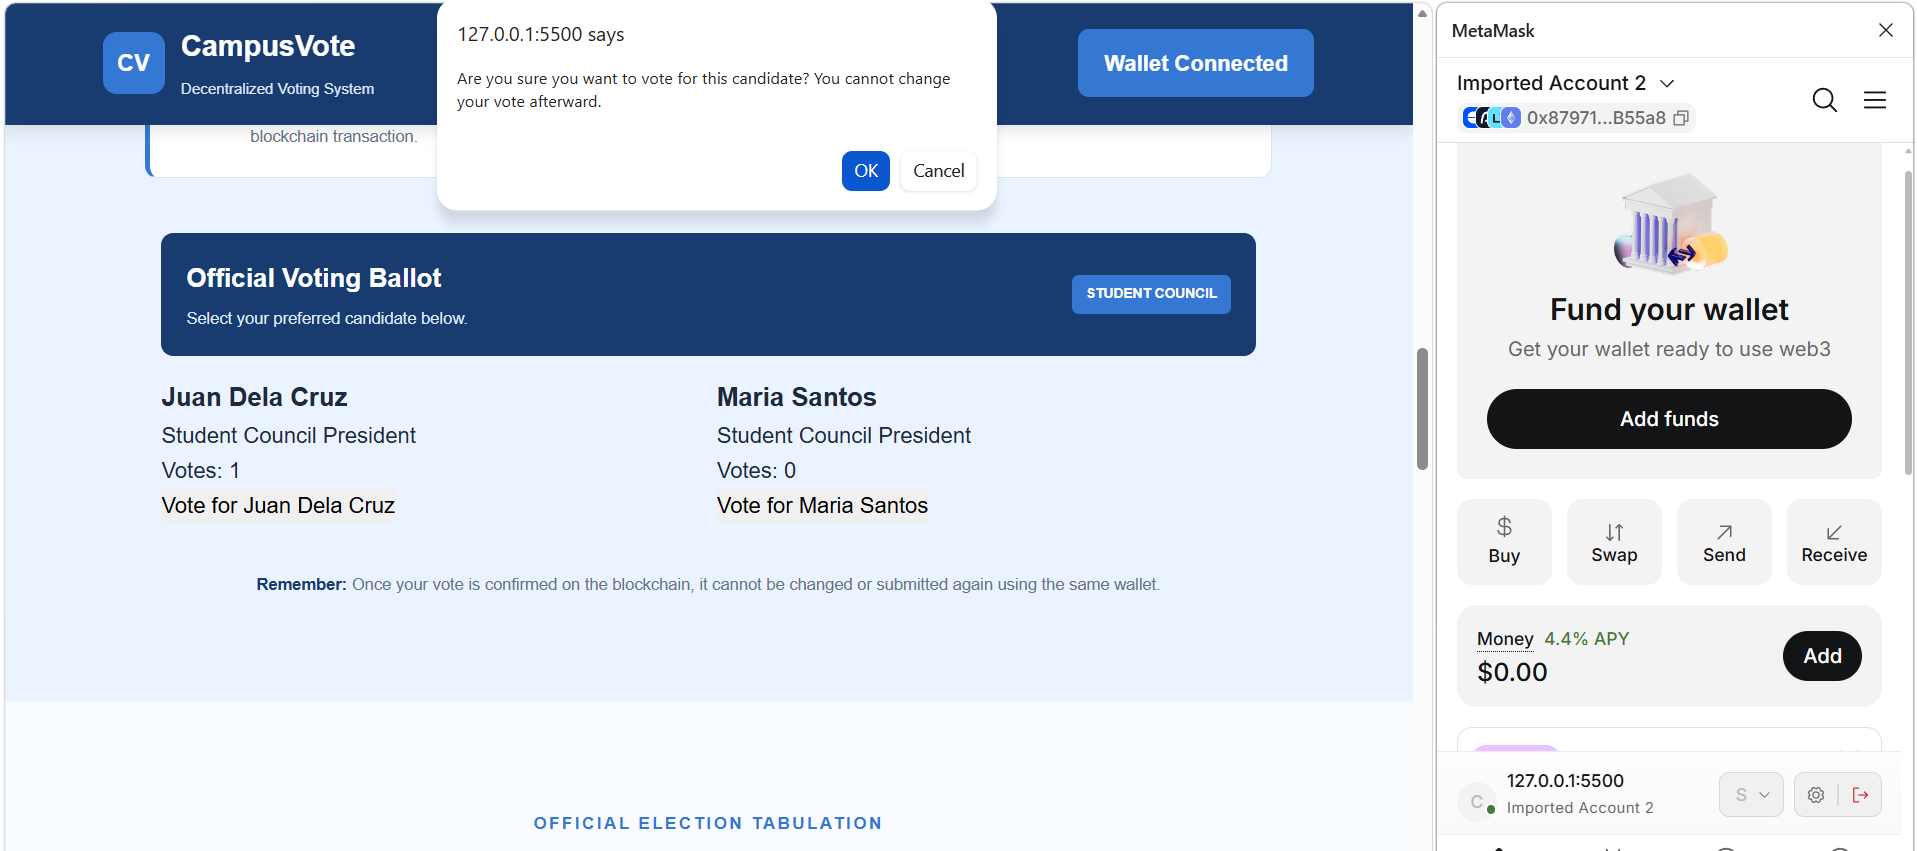 CV
CampusVote
Decentralized Voting System
127.0.0.1:5500 says
Are you sure you want to vote for this candidate? You cannot change
your vote afterward.
OK
Cancel
Wallet Connected
blockchain transaction.
Official Voting Ballot
Select your preferred candidate below.
STUDENT COUNCIL
Juan Dela Cruz
Student Council President
Votes: 1
Vote for Juan Dela Cruz
Maria Santos
Student Council President
Votes: 0
Vote for Maria Santos
Remember: Once your vote is confirmed on the blockchain, it cannot be changed or submitted again using the same wallet.
OFFICIAL ELECTION TABULATION
MetaMask
Imported Account 2
0x87971...B55a8
Fund your wallet
Get your wallet ready to use web3
Add funds
Buy
Swap
Send
Receive
Money 4.4% APY
$0.00
Add
C
127.0.0.1:5500
Imported Account 2
S